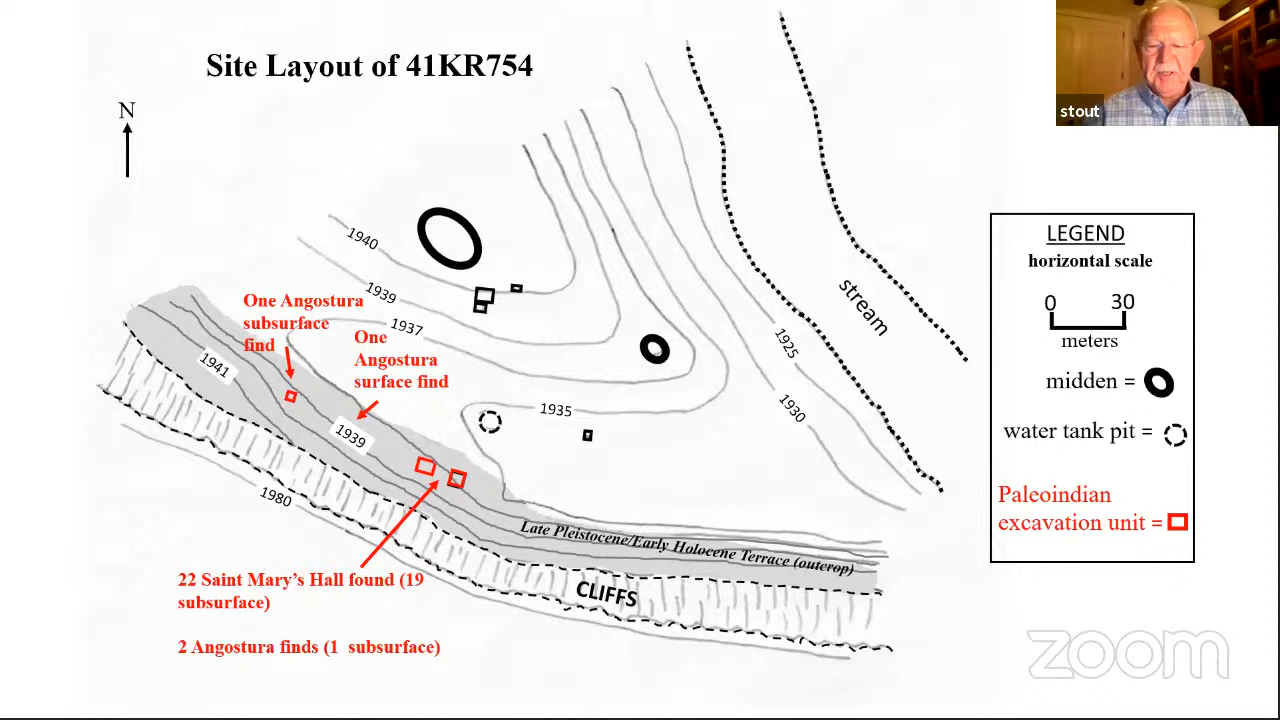 Site Layout of 41KR754
stout
N
1940
1939
1937
One Angostura
subsurface
find
One
Angostura
surface find
1941
1939
1935
1925
1930
1980
stream
Late Pleistocene/Early Holocene Terrace (outerop)
CLIFFS
22 Saint Mary's Hall found (19
subsurface)
2 Angostura finds (1 subsurface)
LEGEND
horizontal scale
0 30
meters
midden =
water tank pit =
Paleoindian
excavation unit =
zoom